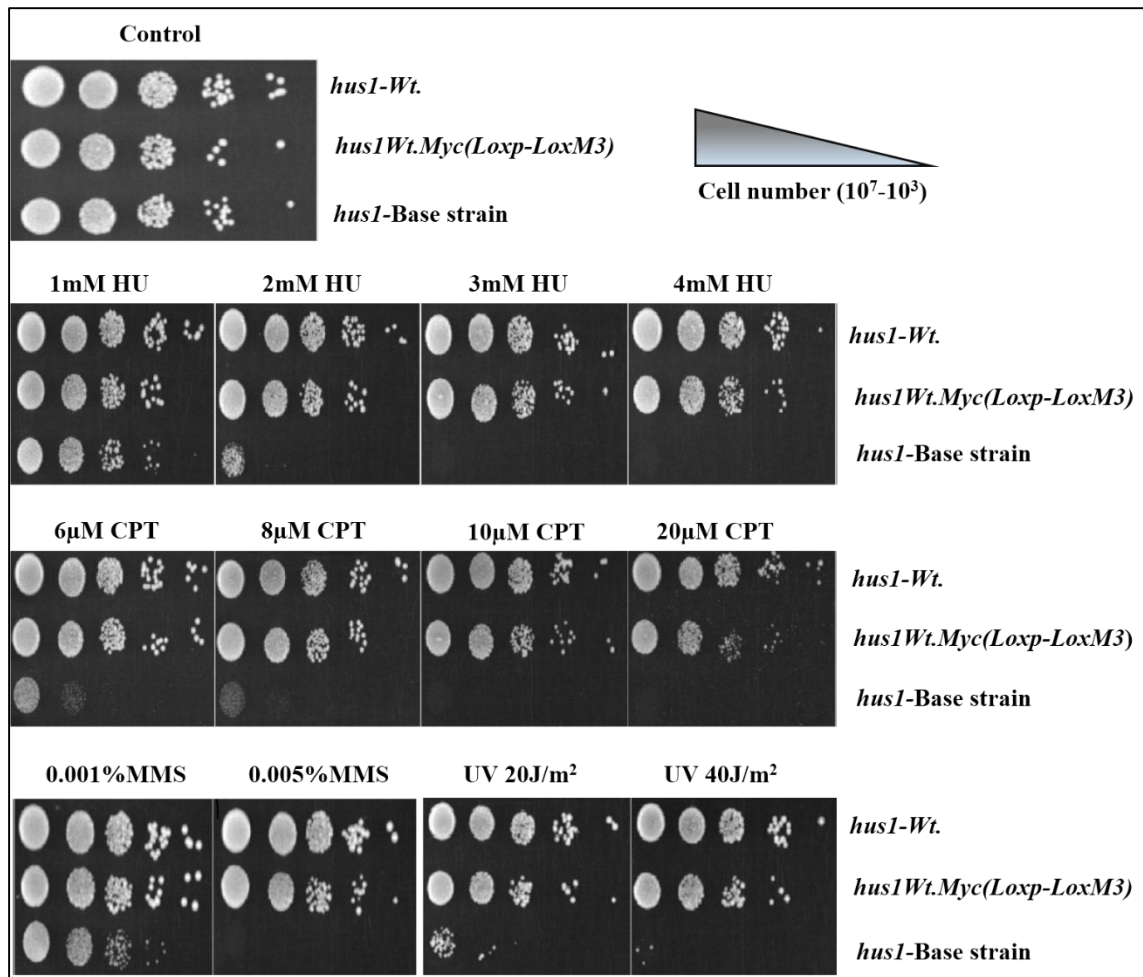 Control
hus1-Wt.
hus1Wt.Myc(Loxp-LoxM3)
hus1-Base strain
Cell number (10⁷-10³)
1mM HU 2mM HU 3mM HU 4mM HU
hus1-Wt.
hus1Wt.Myc(Loxp-LoxM3)
hus1-Base strain
6µM CPT 8µM CPT 10µM CPT 20µM CPT
hus1-Wt.
hus1Wt.Myc(Loxp-LoxM3)
hus1-Base strain
0.001%MMS 0.005%MMS UV 20J/m² UV 40J/m²
hus1-Wt.
hus1Wt.Myc(Loxp-LoxM3)
hus1-Base strain